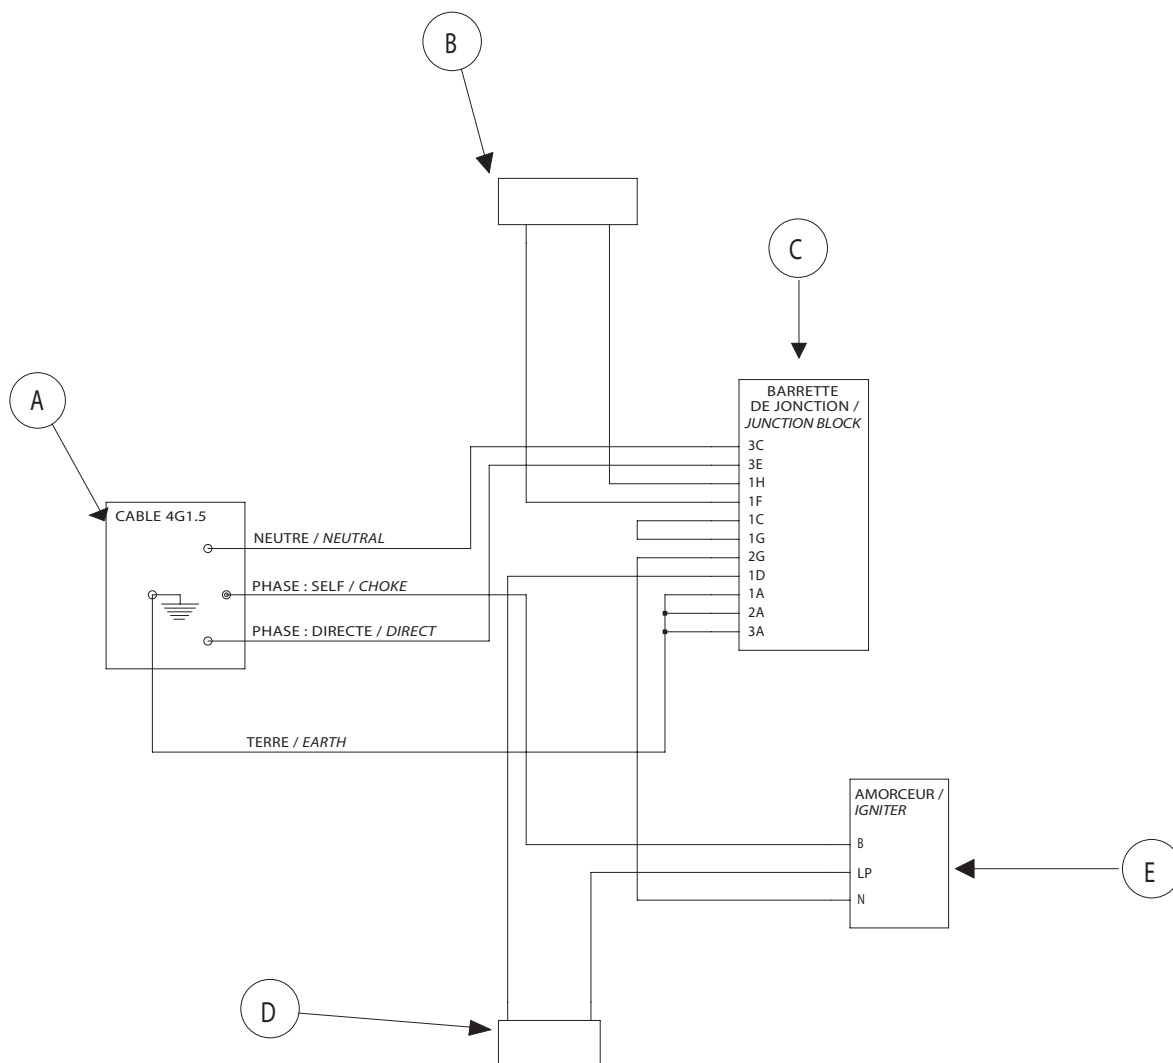 B
C
A
BARRETTE
DE JONCTION /
JUNCTION BLOCK
3C
3E
1H
1F
1C
1G
2G
1D
1A
2A
3A
CABLE 4G1.5
NEUTRE / NEUTRAL
PHASE : SELF / CHOKE
PHASE : DIRECTE / DIRECT
TERRE / EARTH
AMORCEUR /
IGNITER
B
LP
N
E
D